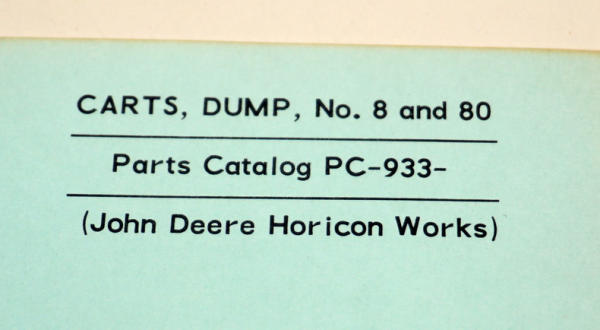 CARTS, DUMP, No. 8 and 80
Parts Catalog PC-933-
(John Deere Horicon Works)